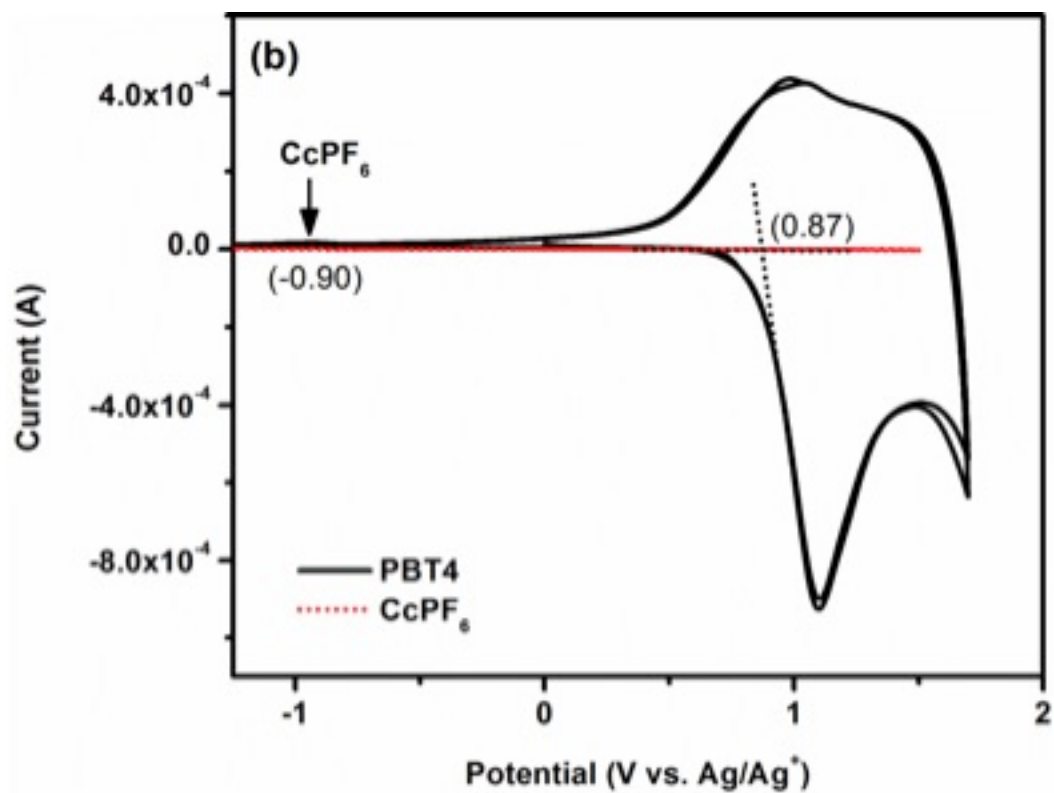 (b)
4.0x10⁻⁴
CcPF₆
(0.87)
0.0
(-0.90)
Current (A)
-4.0x10⁻⁴
-8.0x10⁻⁴
PBT4
CcPF₆
-1 0 1 2
Potential (V vs. Ag/Ag⁺)